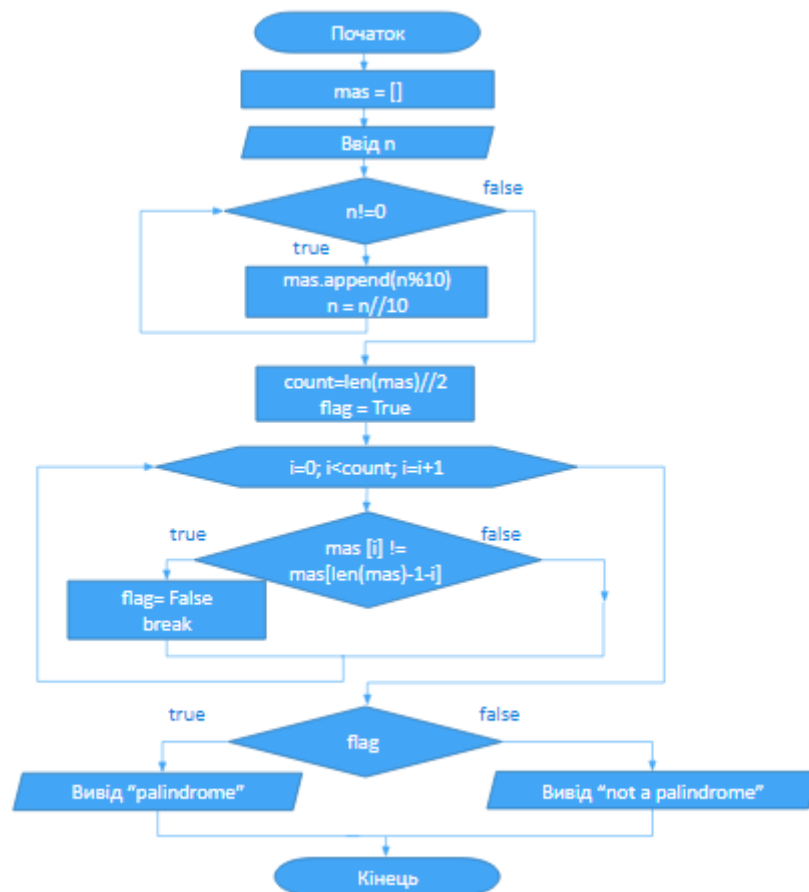 Початок
mas = []
Ввід n
false
n!=0
true
mas.append(n%10)
n = n//10
count=len(mas)//2
flag = True
i=0; i<count; i=i+1
true
false
mas [i] !=
mas[len(mas)-1-i]
flag= False
break
true
false
flag
Вивід “palindrome”
Вивід “not a palindrome”
Кінець